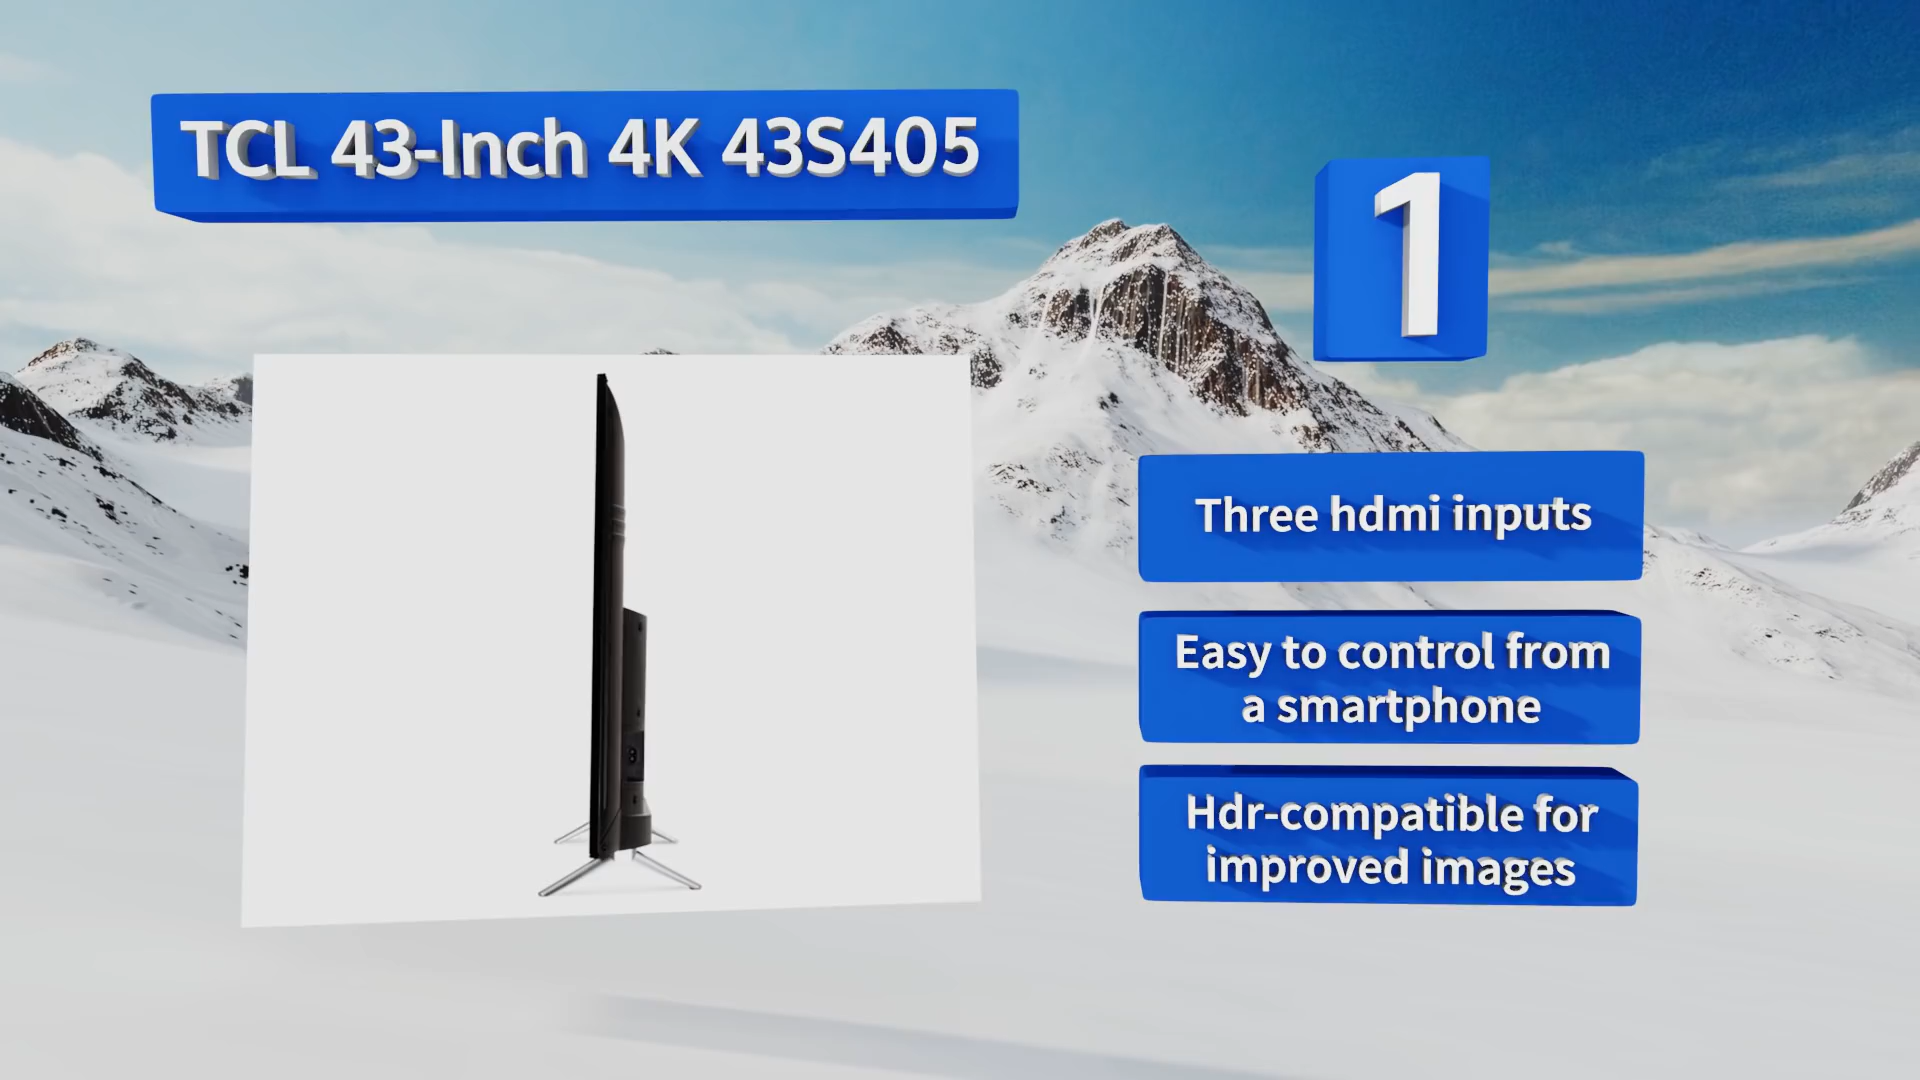 TCL 43-Inch 4K 43S405
1
Three hdmi inputs
Easy to control from
a smartphone
Hdr-compatible for
improved images